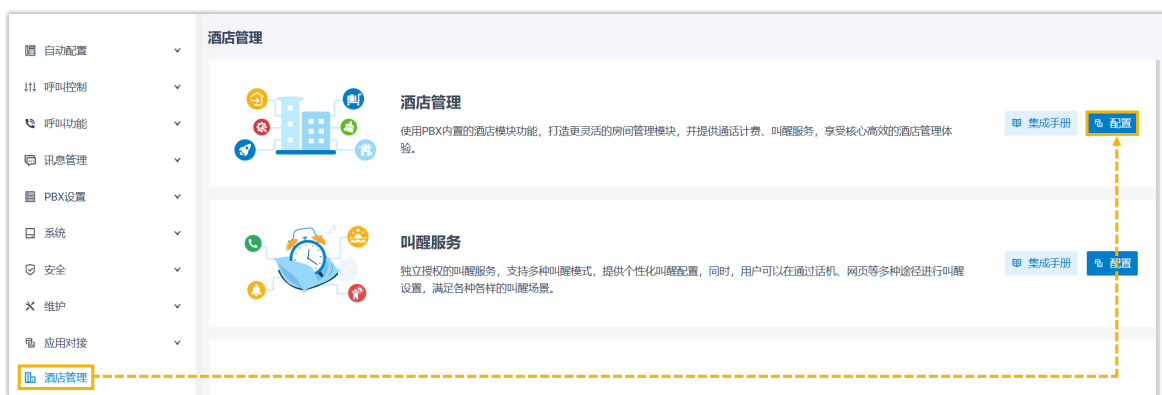 自动配置
呼叫控制
呼叫功能
讯息管理
PBX设置
系统
安全
维护
应用对接
酒店管理
酒店管理
酒店管理
使用PBX内置的酒店模块功能，打造更灵活的房间管理模块，并提供通话计费、叫醒服务，享受核心高效的酒店管理体
验。
集成手册
配置
叫醒服务
独立授权的叫醒服务，支持多种叫醒模式，提供个性化叫醒配置，同时，用户可以在通过话机、网页等多种途径进行叫醒
设置，满足各种各样的叫醒场景。
集成手册
配置